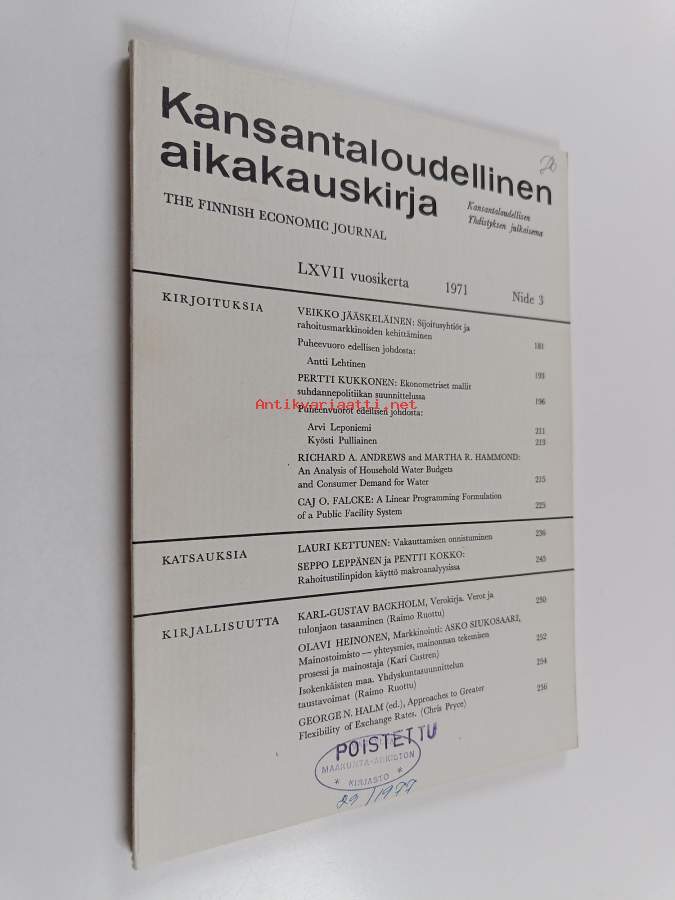 Kansantaloudellinen
aikakauskirja
Kansantaloudellisen
Yhdistyksen julkaisema
THE FINNISH ECONOMIC JOURNAL
LXVII vuosikerta 1971 Nide 3
KIRJOITUKSIA
VEIKKO JÄÄSKELÄINEN: Sijoitusyhtiöt ja
rahoitusmarkkinoiden kehittäminen 181
Puheevuoro edellisen johdosta:
Antti Lehtinen 193
PERTTI KUKKONEN: Ekonometriset mallit
suhdannepolitiikan suunnittelussa 196
Antikvariaatti.net
Puheenvuorot edellisen johdosta:
Arvi Leponiemi 211
Kyösti Pulliainen 213
RICHARD A. ANDREWS and MARTHA R. HAMMOND:
An Analysis of Household Water Budgets
and Consumer Demand for Water 215
CAJ O. FALCKE: A Linear Programming Formulation
of a Public Facility System 225
KATSAUKSIA
LAURI KETTUNEN: Vakauttamisen onnistuminen 236
SEPPO LEPPÄNEN ja PENTTI KOKKO:
Rahoitustilinpidon käyttö makroanalyysissa 245
KIRJALLISUUTTA
KARL-GUSTAV BACKHOLM, Verokirja. Verot ja
tulonjaon tasaaminen (Raimo Ruottu) 250
OLAVI HEINONEN, Markkinointi: ASKO SIUKOSAARI,
Mainostoimisto — yhteysmies, mainonnan tekemisen
prosessi ja mainostaja (Kari Castren) 252
Isokenkäisten maa. Yhdyskuntasuunnittelun
taustavoimat (Raimo Ruottu) 254
GEORGE N. HALM (ed.), Approaches to Greater
Flexibility of Exchange Rates. (Chris Pryce) 256
POISTETTU
MAAKUNTA-ARKISTON
* KIRJASTO *
29/1977